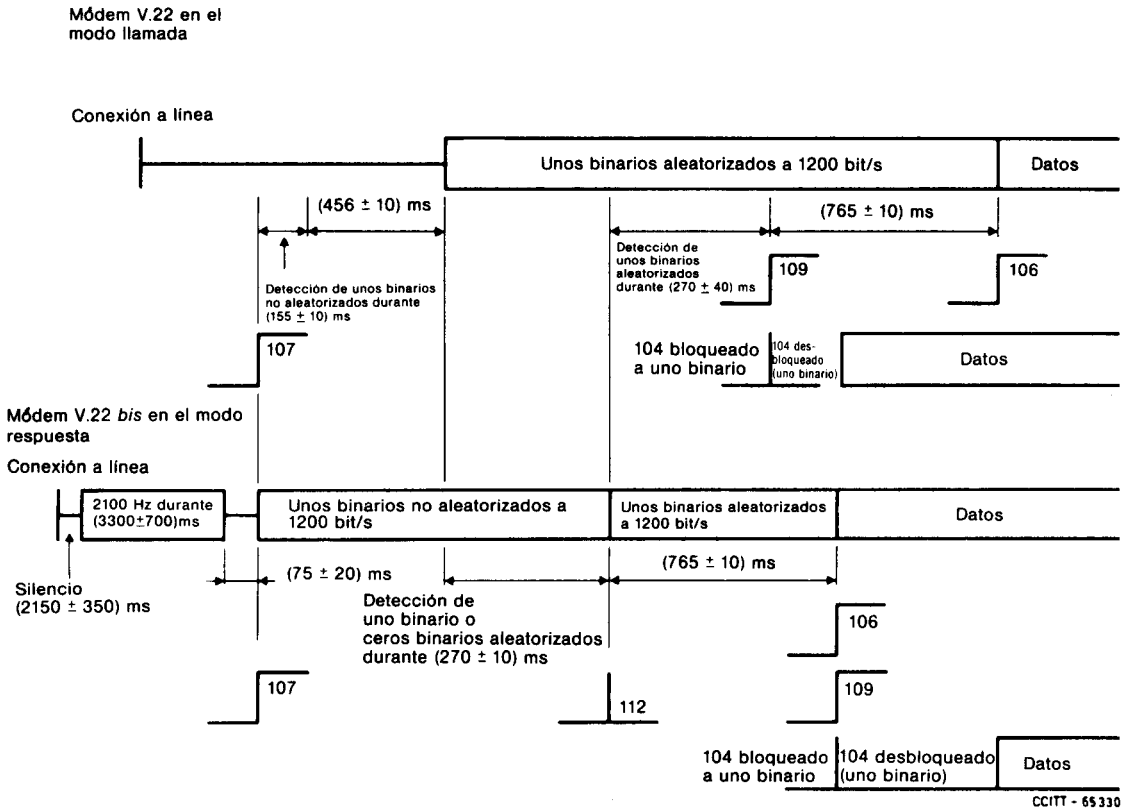 Módem V.22 en el
modo llamada
Conexión a línea
Unos binarios aleatorizados a 1200 bit/s
Datos
(456 ± 10) ms
(765 ± 10) ms
Detección de
unos binarios
aleatorizados
durante (270 ± 40) ms
109
106
Detección de unos binarios
no aleatorizados durante
(155 ± 10) ms
107
104 bloqueado
a uno binario
104 des-
bloqueado
(uno binario)
Datos
Módem V.22 bis en el modo
respuesta
Conexión a línea
2100 Hz durante
(3300±700)ms
Unos binarios no aleatorizados a
1200 bit/s
Unos binarios aleatorizados
a 1200 bit/s
Datos
Silencio
(2150 ± 350) ms
(75 ± 20) ms
(765 ± 10) ms
Detección de
uno binario o
ceros binarios aleatorizados
durante (270 ± 10) ms
106
107
112
109
104 bloqueado
a uno binario
104 desbloqueado
(uno binario)
Datos
CCITT - 65 330